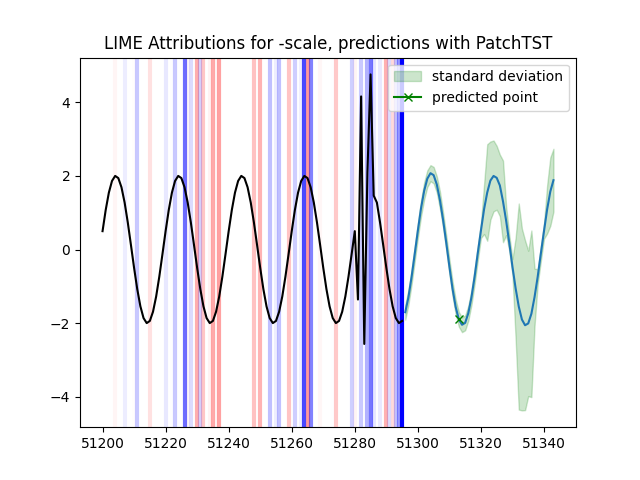 LIME Attributions for -scale, predictions with PatchTST
standard deviation
predicted point
4
2
0
−2
−4
51200 51220 51240 51260 51280 51300 51320 51340